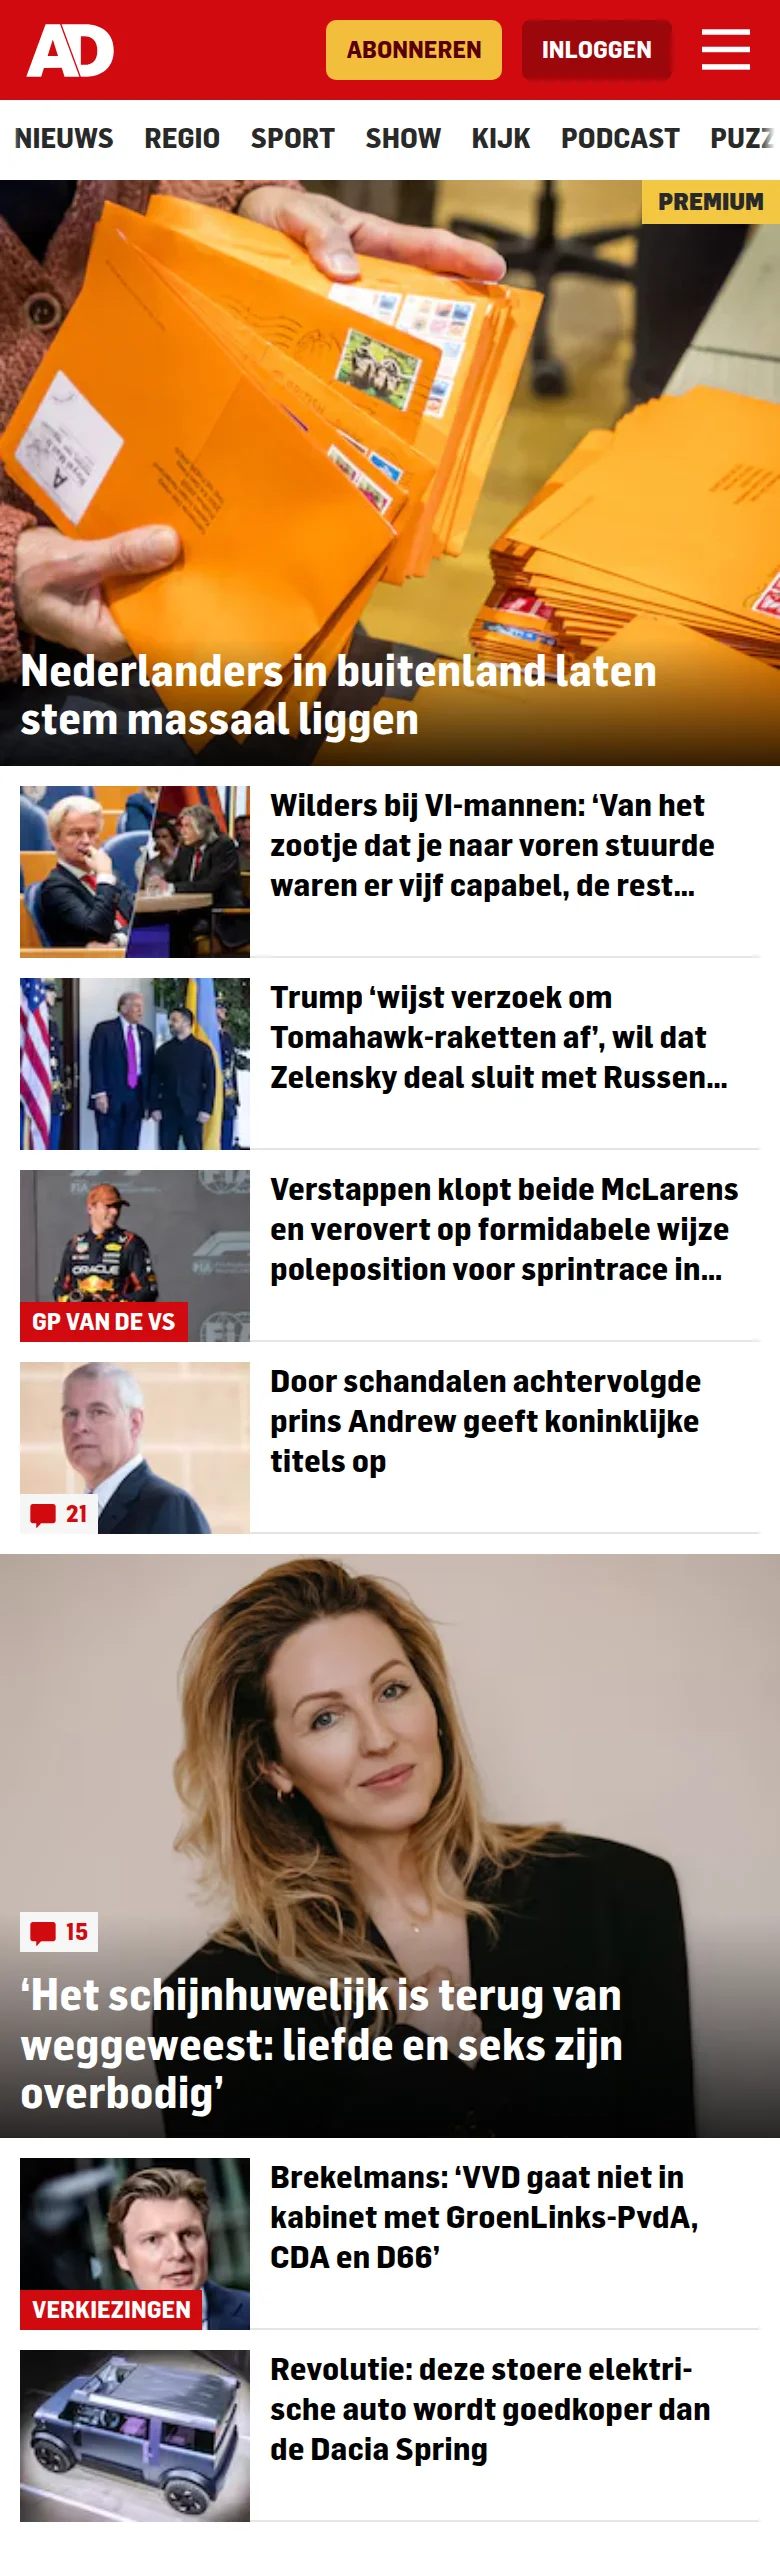 AD
ABONNEREN
INLOGGEN
NIEUWS REGIO SPORT SHOW KIJK PODCAST PUZZ
PREMIUM
Nederlanders in buitenland laten
stem massaal liggen
Wilders bij VI-mannen: ‘Van het
zootje dat je naar voren stuurde
waren er vijf capabel, de rest...
Trump ‘wijst verzoek om
Tomahawk-raketten af’, wil dat
Zelensky deal sluit met Russen...
Verstappen klopt beide McLarens
en verovert op formidabele wijze
poleposition voor sprintrace in...
ORACLE
GP VAN DE VS
Door schandalen achtervolgde
prins Andrew geeft koninklijke
titels op
21
15
‘Het schijnhuwelijk is terug van
weggeweest: liefde en seks zijn
overbodig’
Brekelmans: ‘VVD gaat niet in
kabinet met GroenLinks-PvdA,
CDA en D66’
VERKIEZINGEN
Revolutie: deze stoere elektri-
sche auto wordt goedkoper dan
de Dacia Spring